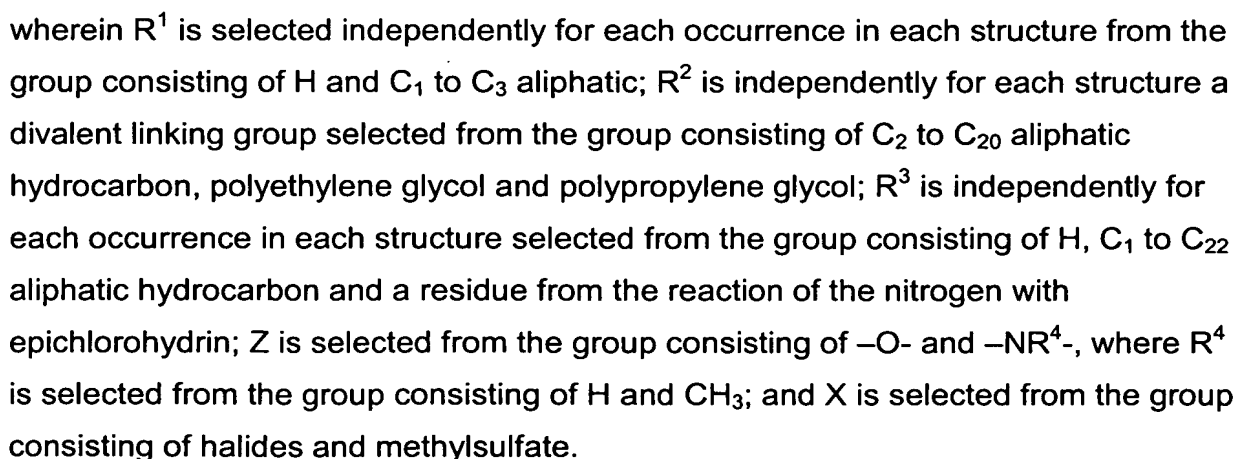 wherein R¹ is selected independently for each occurrence in each structure from the
group consisting of H and C₁ to C₃ aliphatic; R² is independently for each structure a
divalent linking group selected from the group consisting of C₂ to C₂₀ aliphatic
hydrocarbon, polyethylene glycol and polypropylene glycol; R³ is independently for
each occurrence in each structure selected from the group consisting of H, C₁ to C₂₂
aliphatic hydrocarbon and a residue from the reaction of the nitrogen with
epichlorohydrin; Z is selected from the group consisting of –O- and –NR⁴-, where R⁴
is selected from the group consisting of H and CH₃; and X is selected from the group
consisting of halides and methylsulfate.